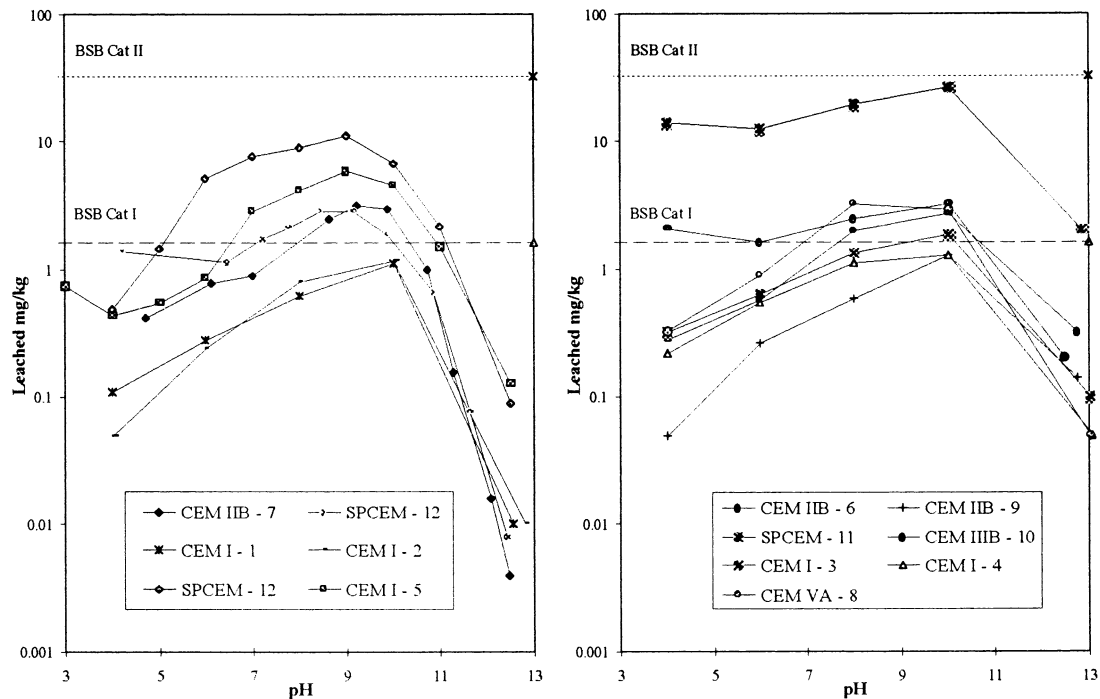 100
BSB Cat II
10
BSB Cat I
1
0.1
0.01
0.001
Leached mg/kg
CEM IIB - 7
SPCEM - 12
CEM I - 1
CEM I - 2
SPCEM - 12
CEM I - 5
3 5 7 9 11 13
pH
100
BSB Cat II
10
BSB Cat I
1
0.1
0.01
0.001
Leached mg/kg
CEM IIB - 6
CEM IIB - 9
SPCEM - 11
CEM IIIB - 10
CEM I - 3
CEM I - 4
CEM VA - 8
3 5 7 9 11 13
pH